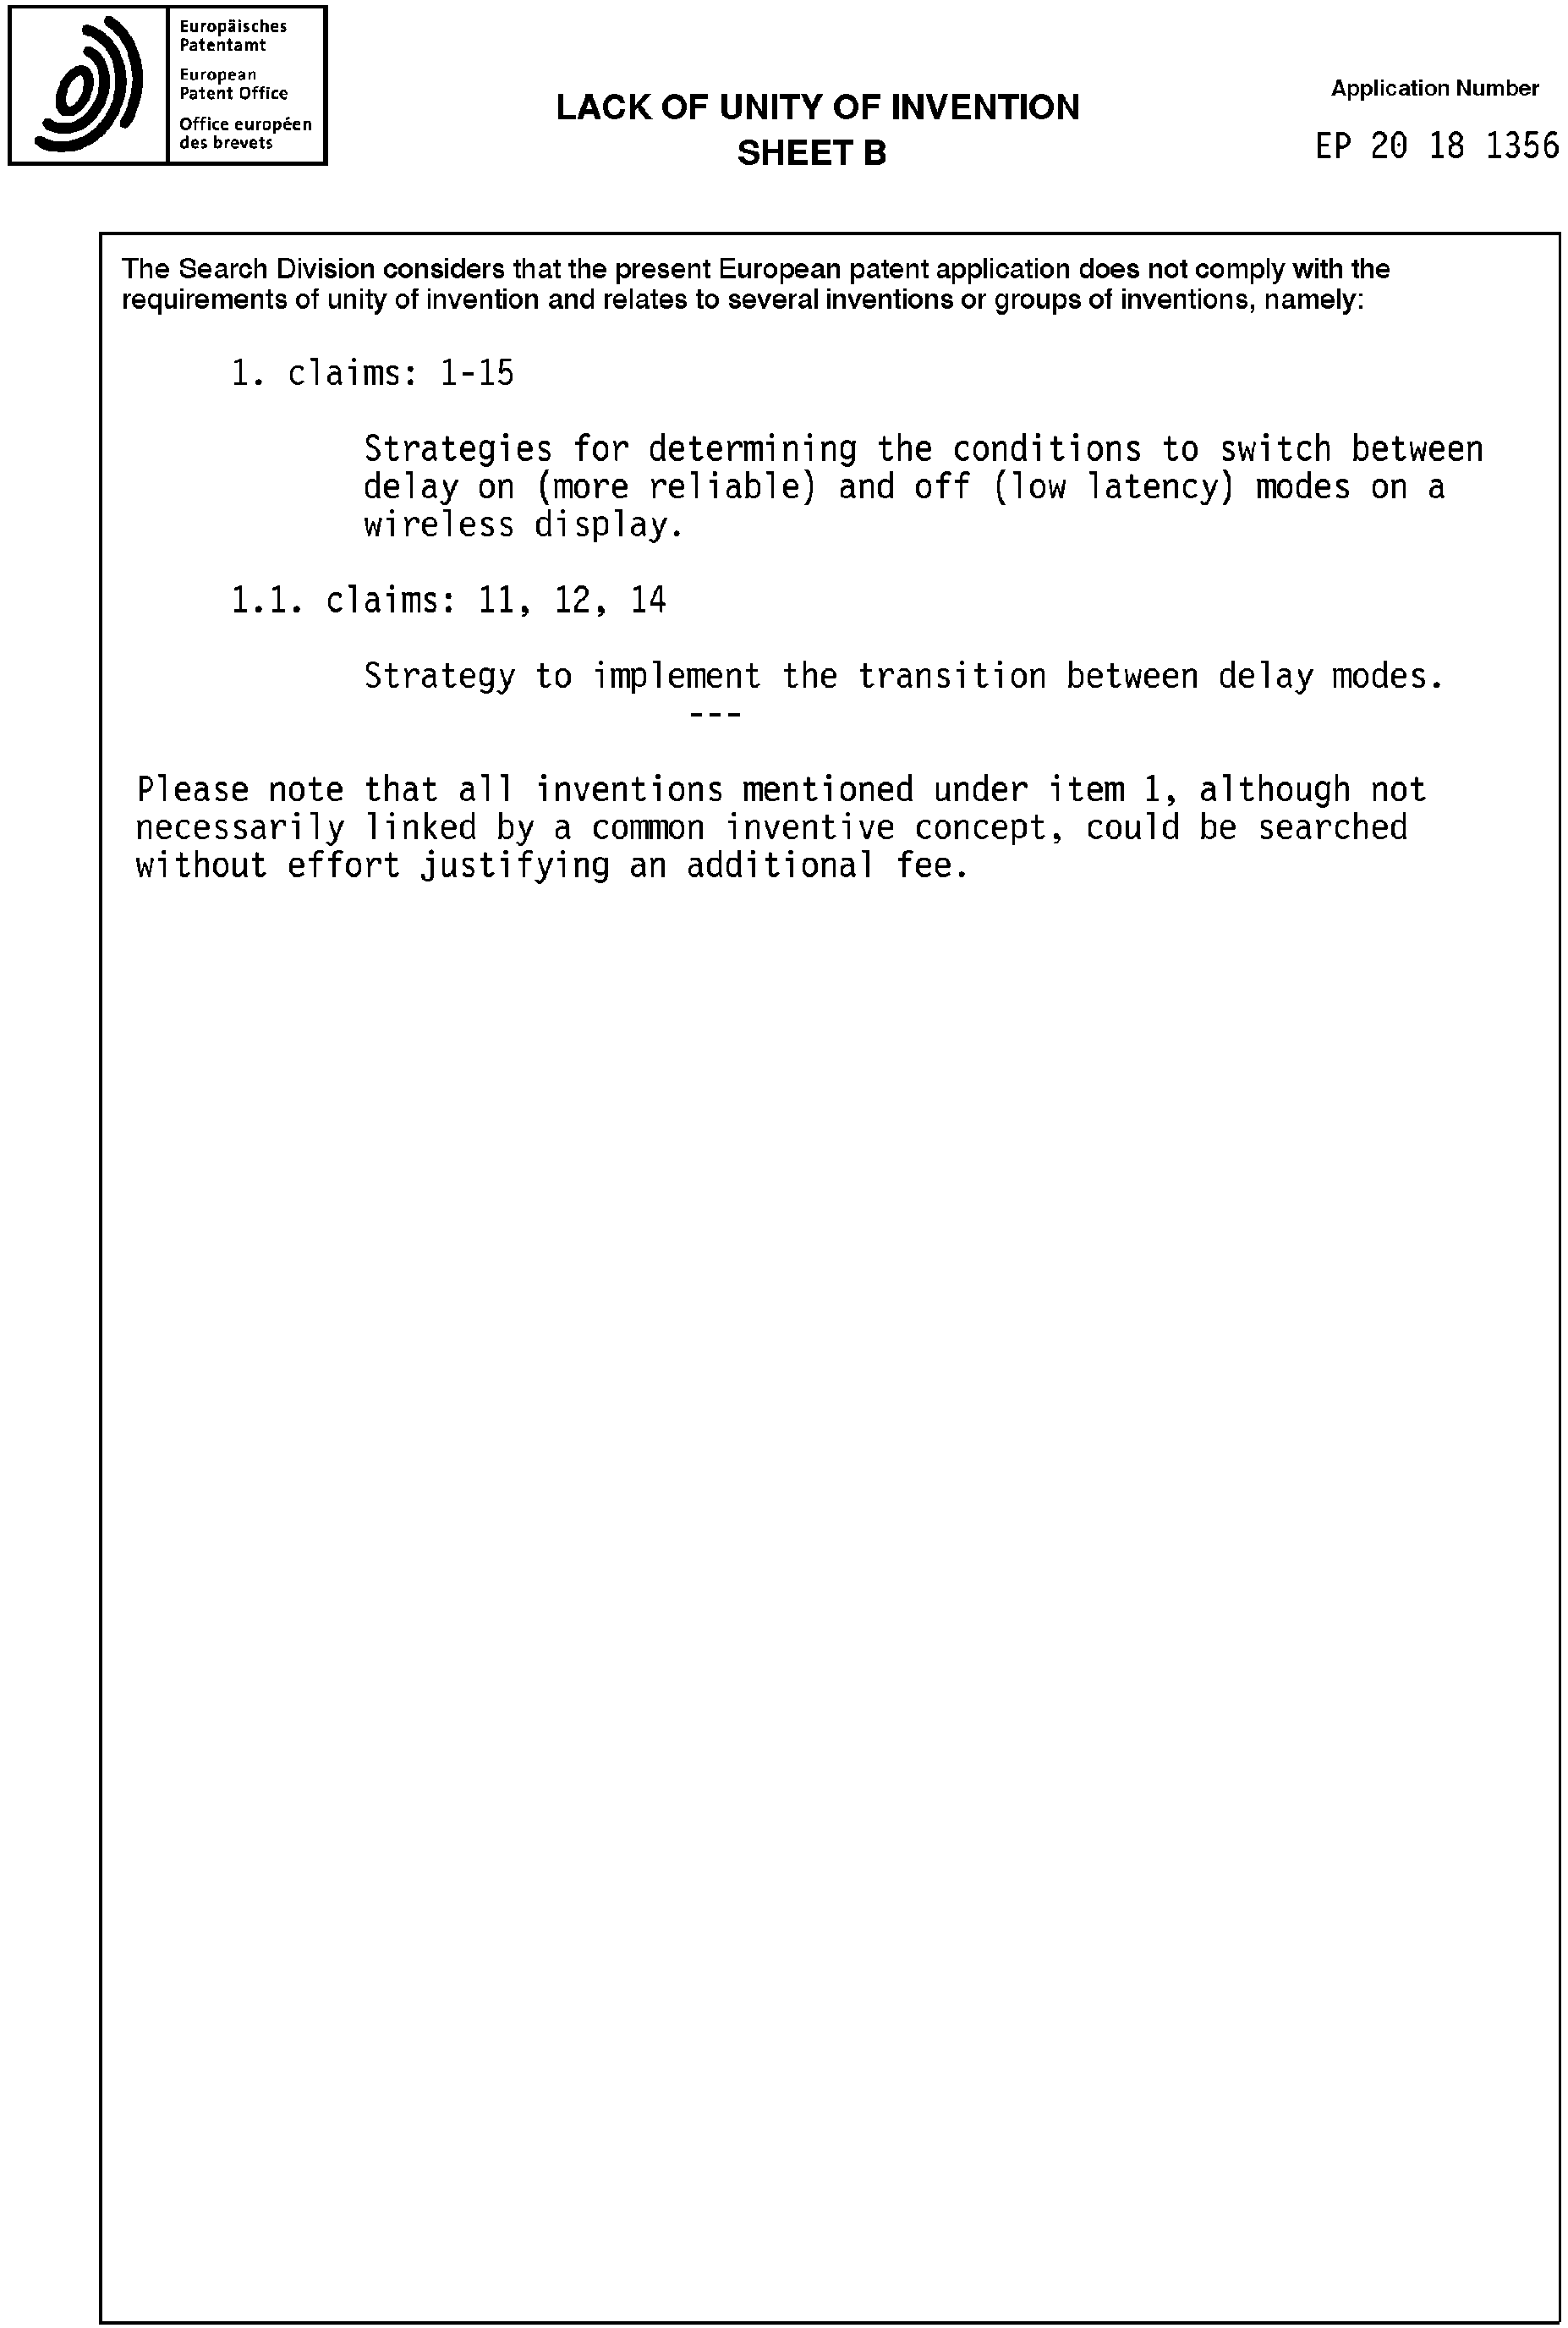 Europäisches
Patentamt
European
Patent Office
Office européen
des brevets
LACK OF UNITY OF INVENTION
SHEET B
Application Number
EP 20 18 1356
The Search Division considers that the present European patent application does not comply with the
requirements of unity of invention and relates to several inventions or groups of inventions, namely:
1. claims: 1-15
Strategies for determining the conditions to switch between
delay on (more reliable) and off (low latency) modes on a
wireless display.
1.1. claims: 11, 12, 14
Strategy to implement the transition between delay modes.
---
Please note that all inventions mentioned under item 1, although not
necessarily linked by a common inventive concept, could be searched
without effort justifying an additional fee.